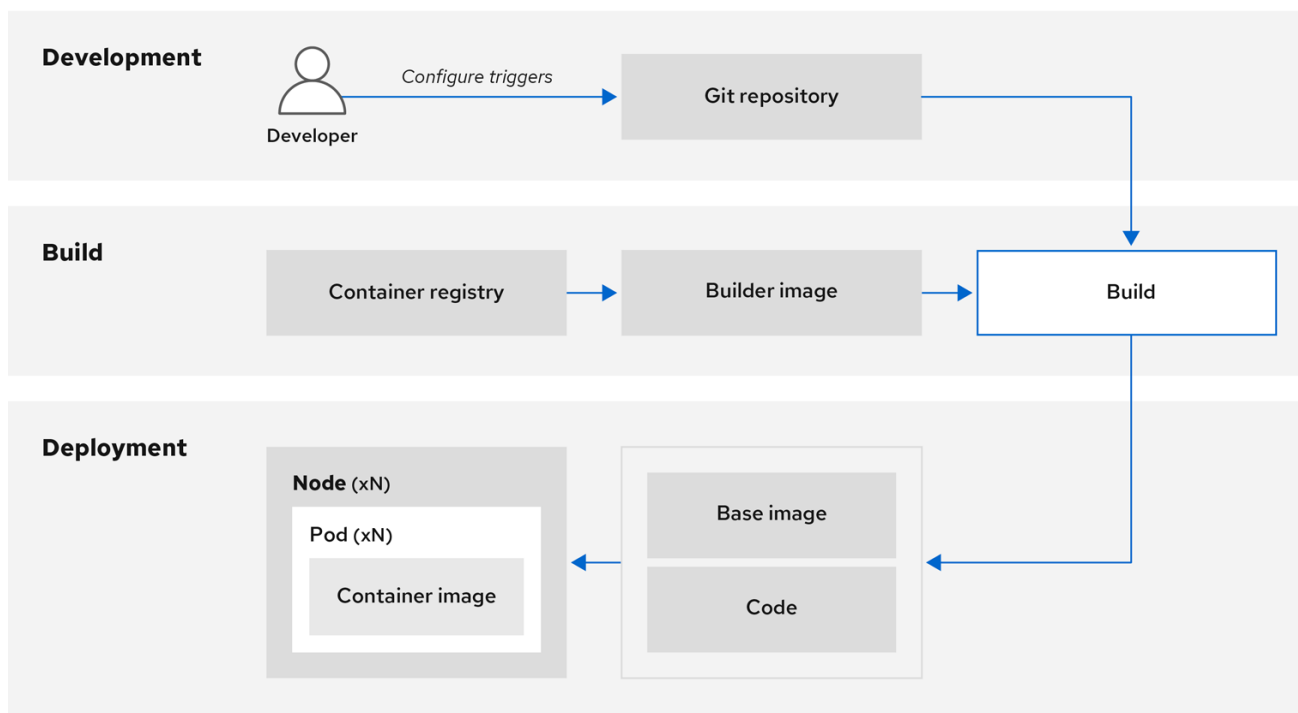 Development
Configure triggers
Git repository
Developer
Build
Container registry
Builder image
Build
Deployment
Node (xN)
Pod (xN)
Container image
Base image
Code